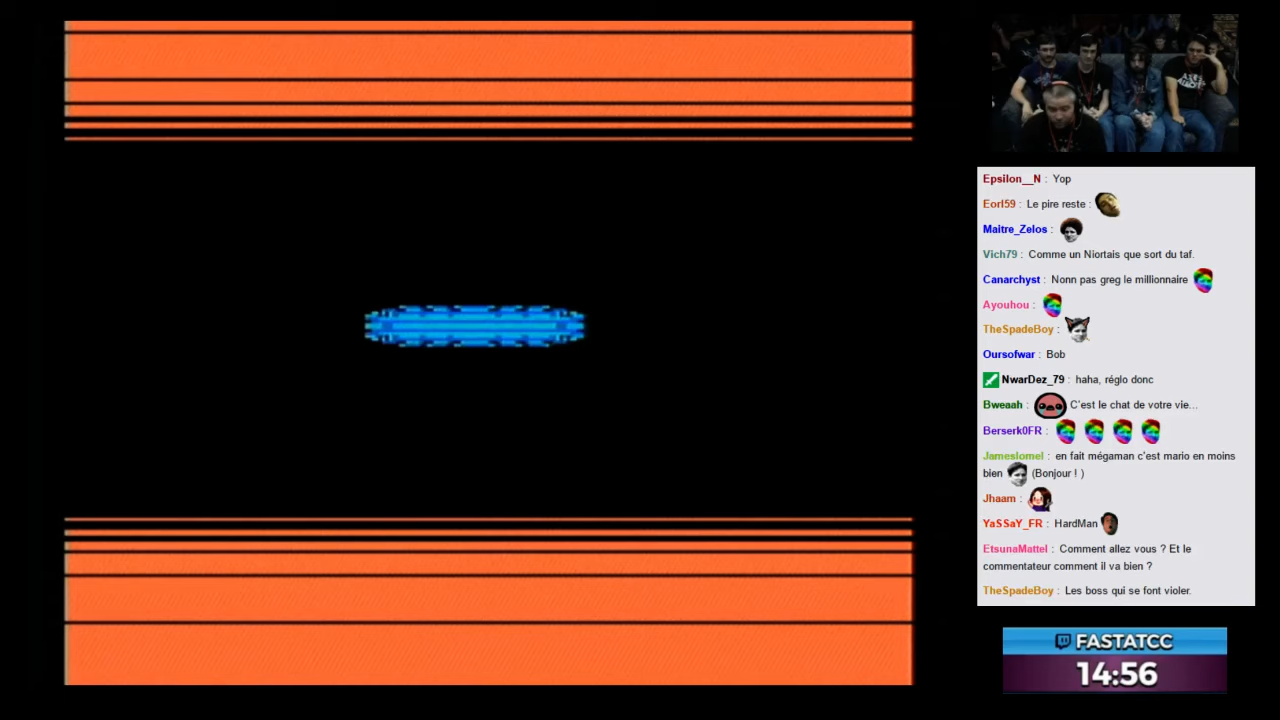 Epsilon__N : Yop
Eorl59 : Le pire reste :
Maitre_Zelos :
Vich79 : Comme un Niortais que sort du taf.
Canarchyst : Nonn pas greg le millionnaire
Ayouhou :
TheSpadeBoy :
Oursofwar : Bob
NwarDez_79 : haha, réglo donc
Bweaah : C'est le chat de votre vie...
Berserk0FR :
Jameslomel : en fait mégaman c'est mario en moins
bien (Bonjour ! )
Jhaam :
YaSSaY_FR : HardMan
EtsunaMattel : Comment allez vous ? Et le
commentateur comment il va bien ?
TheSpadeBoy : Les boss qui se font violer.
FASTATCC
14:56